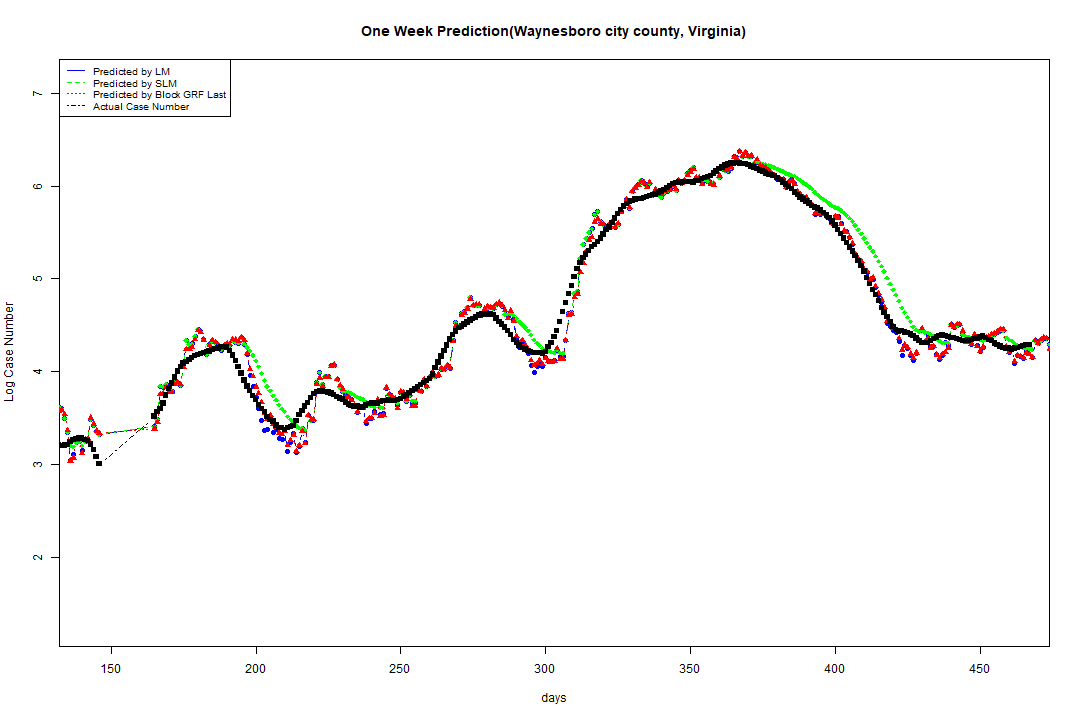 One Week Prediction(Waynesboro city county, Virginia)
Predicted by LM
Predicted by SLM
Predicted by Block GRF Last
Actual Case Number
7
6
5
4
3
2
Log Case Number
150 200 250 300 350 400 450
days